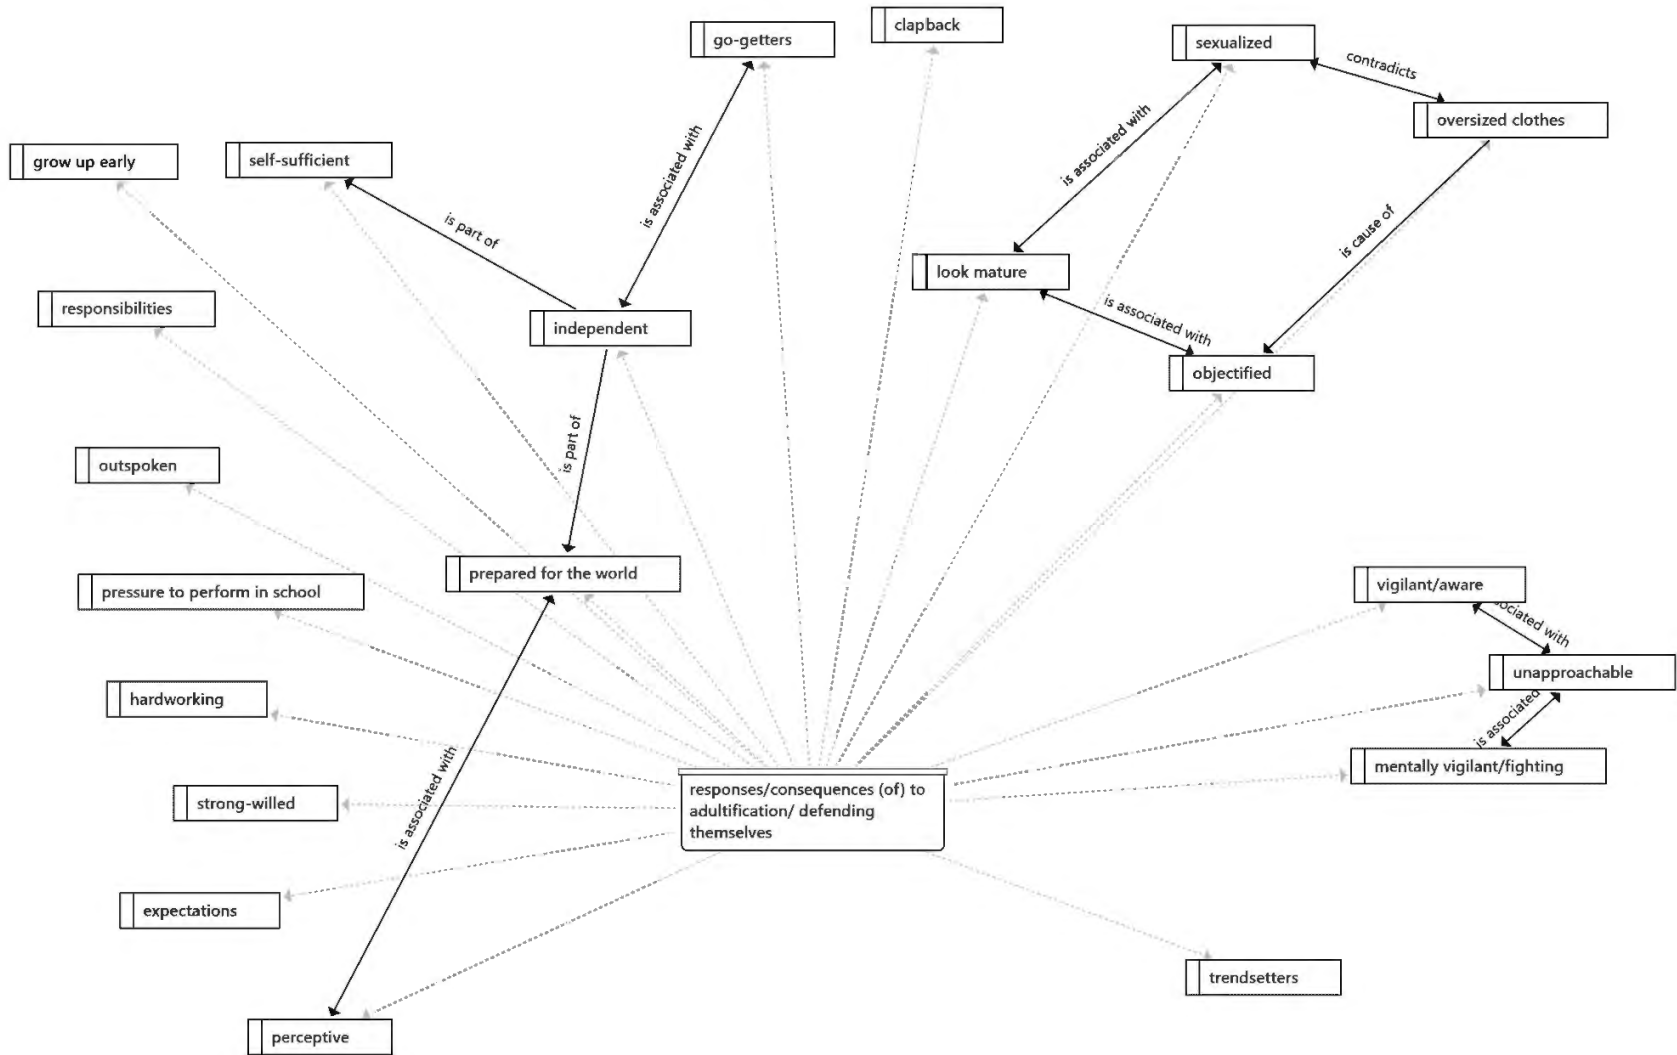 clapback
go-getters
sexualized
contradicts
oversized clothes
is associated with
is associated with
grow up early
self-sufficient
is part of
is cause of
look mature
is associated with
responsibilities
independent
objectified
is part of
outspoken
prepared for the world
pressure to perform in school
vigilant/aware
with
unapproachable
hardworking
is associated
mentally vigilant/fighting
is associated with
strong-willed
responses/consequences (of) to
adultification/ defending
themselves
expectations
trendsetters
perceptive